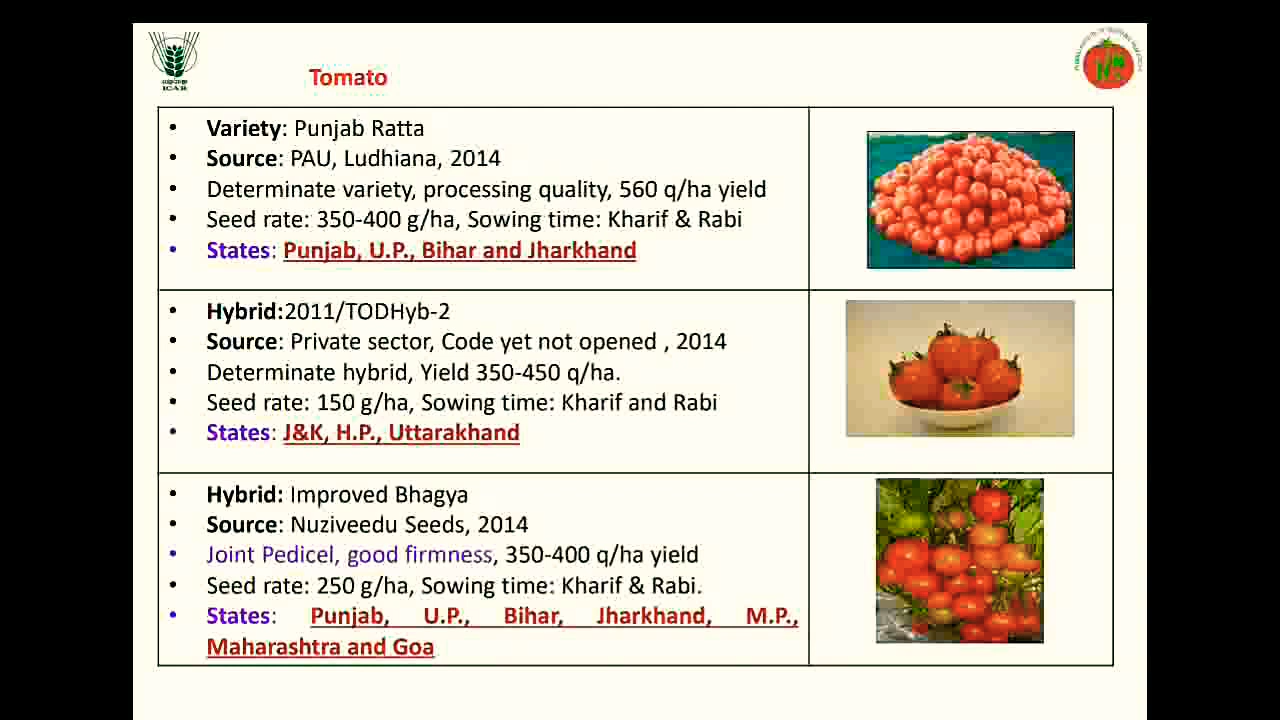 ICAR
Tomato
• Variety: Punjab Ratta
• Source: PAU, Ludhiana, 2014
• Determinate variety, processing quality, 560 q/ha yield
• Seed rate: 350-400 g/ha, Sowing time: Kharif & Rabi
• States: Punjab, U.P., Bihar and Jharkhand
• Hybrid:2011/TODHyb-2
• Source: Private sector, Code yet not opened , 2014
• Determinate hybrid, Yield 350-450 q/ha.
• Seed rate: 150 g/ha, Sowing time: Kharif and Rabi
• States: J&K, H.P., Uttarakhand
• Hybrid: Improved Bhagya
• Source: Nuziveedu Seeds, 2014
• Joint Pedicel, good firmness, 350-400 q/ha yield
• Seed rate: 250 g/ha, Sowing time: Kharif & Rabi.
• States: Punjab, U.P., Bihar, Jharkhand, M.P.,
Maharashtra and Goa